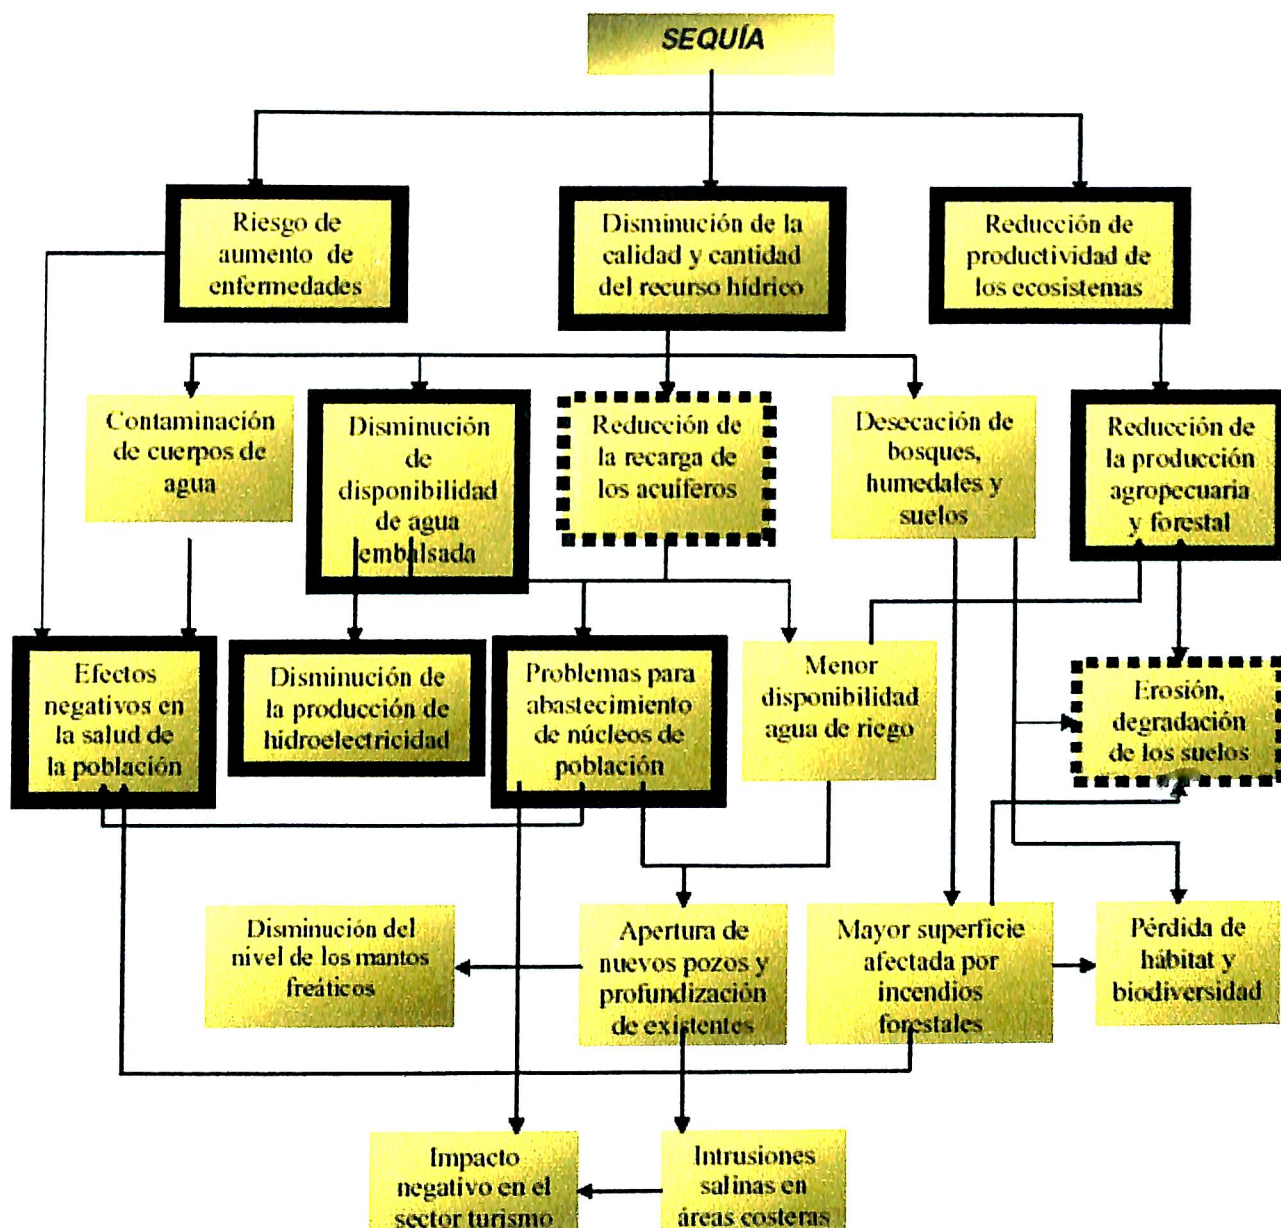 SEQUÍA
Riesgo de
aumento de
enfermedades
Disminución de la
calidad y cantidad
del recurso hídrico
Reducción de
productividad de
los ecosistemas
Contaminación
de cuerpos de
agua
Disminución
de
disponibilidad
de agua
embalsada
Reducción de
la recarga de
los acuíferos
Desecación de
bosques,
humedales y
suelos
Reducción de
la producción
agropecuaria
y forestal
Efectos
negativos en
la salud de
la población
Disminución de
la producción de
hidroelectricidad
Problemas para
abastecimiento
de núcleos de
población
Menor
disponibilidad
agua de riego
Erosión,
degradación
de los suelos
Disminución del
nivel de los mantos
freáticos
Apertura de
nuevos pozos y
profundización
de existentes
Mayor superficie
afectada por
incendios
forestales
Pérdida de
hábitat y
biodiversidad
Impacto
negativo en el
sector turismo
Intrusiones
salinas en
áreas costeras